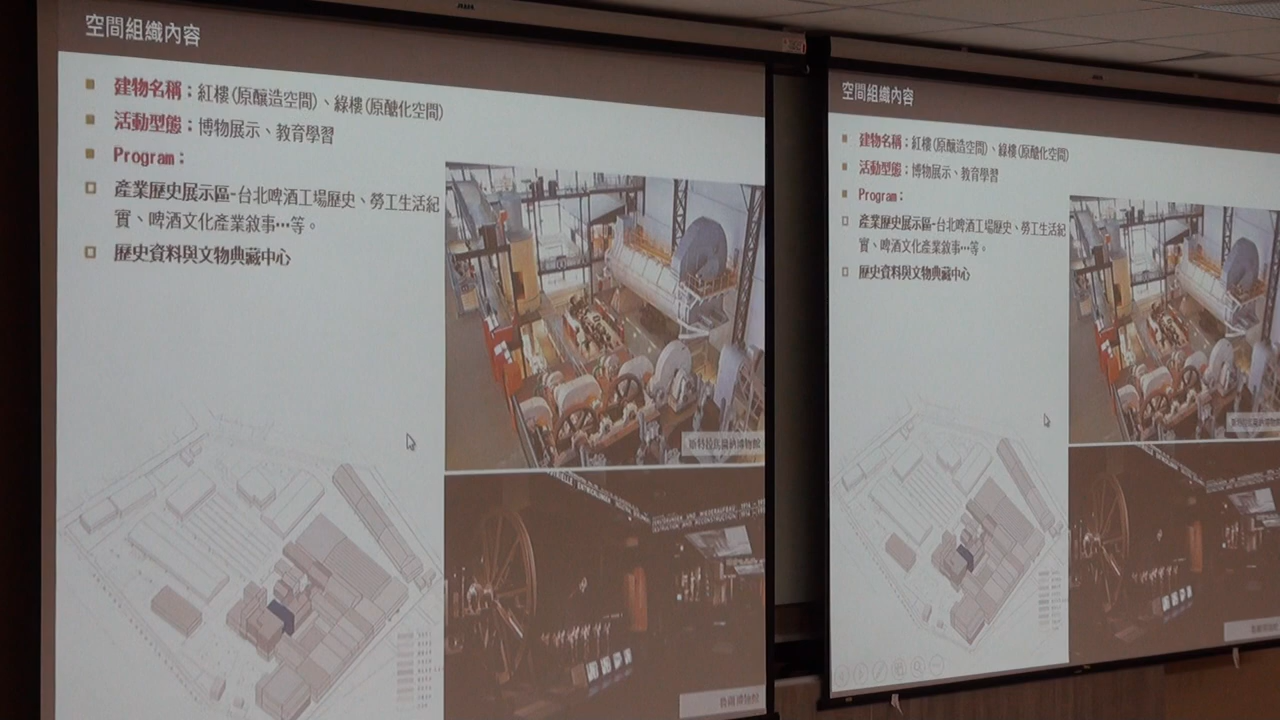 空間組織內容
建物名稱：紅樓(原釀造空間)、綠樓(原醣化空間)
活動型態：博物展示、教育學習
Program：
產業歷史展示區-台北啤酒工場歷史、勞工生活紀
實、啤酒文化產業敘事…等。
歷史資料與文物典藏中心
魯爾博物館
空間組織內容
建物名稱：紅樓(原釀造空間)、綠樓(原醣化空間)
活動型態：博物展示、教育學習
Program：
產業歷史展示區-台北啤酒工場歷史、勞工生活紀
實、啤酒文化產業敘事…等。
歷史資料與文物典藏中心